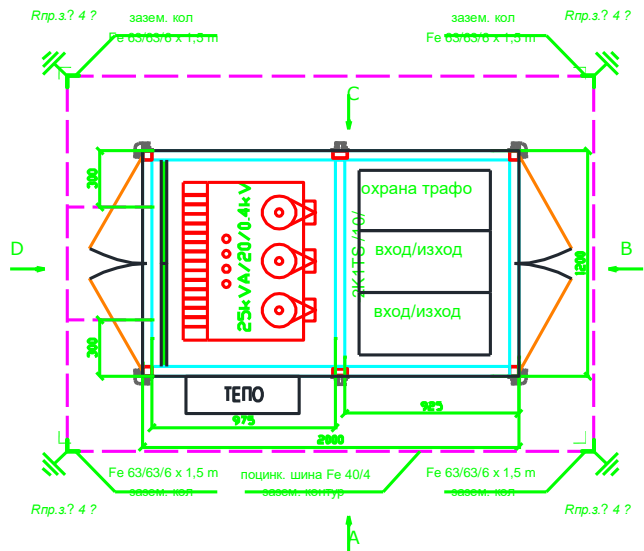 Rпр.з.? 4 ?
зазем. кол
зазем. кол
Rпр.з.? 4 ?
Fe 63/63/6 x 1,5 m
Fe 63/63/6 x 1,5 m
C
300
охрана трафо
25kVA/20/0.4kV
D
вход/изход
B
1200
вход/изход
300
ТЕПО
975
925
2000
Fe 63/63/6 x 1,5 m
поцинк. шина Fe 40/4
Fe 63/63/6 x 1,5 m
зазем. кол
зазем. контур
зазем. кол
Rпр.з.? 4 ?
Rпр.з.? 4 ?
A